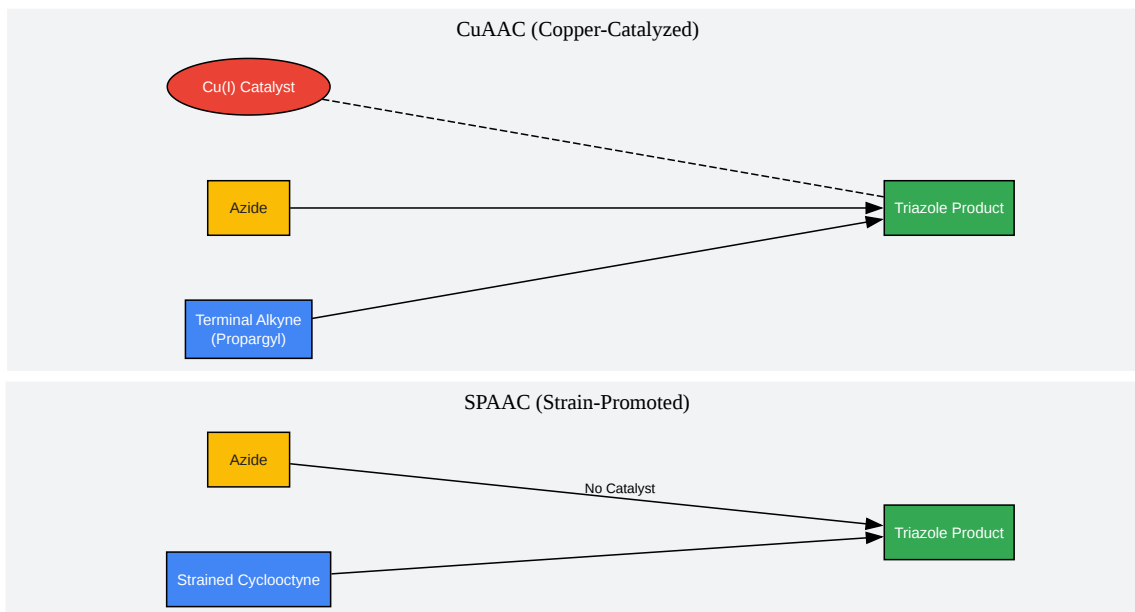 CuAAC (Copper-Catalyzed)
Cu(I) Catalyst
Azide
Triazole Product
Terminal Alkyne
(Propargyl)
SPAAC (Strain-Promoted)
Azide
No Catalyst
Triazole Product
Strained Cyclooctyne